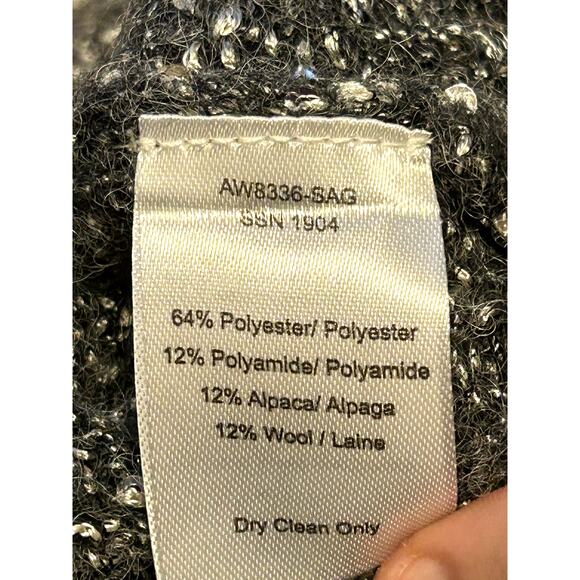 AW8336-SAG
SSN 1904
64% Polyester/ Polyester
12% Polyamide/ Polyamide
12% Alpaca/ Alpaga
12% Wool / Laine
Dry Clean Only